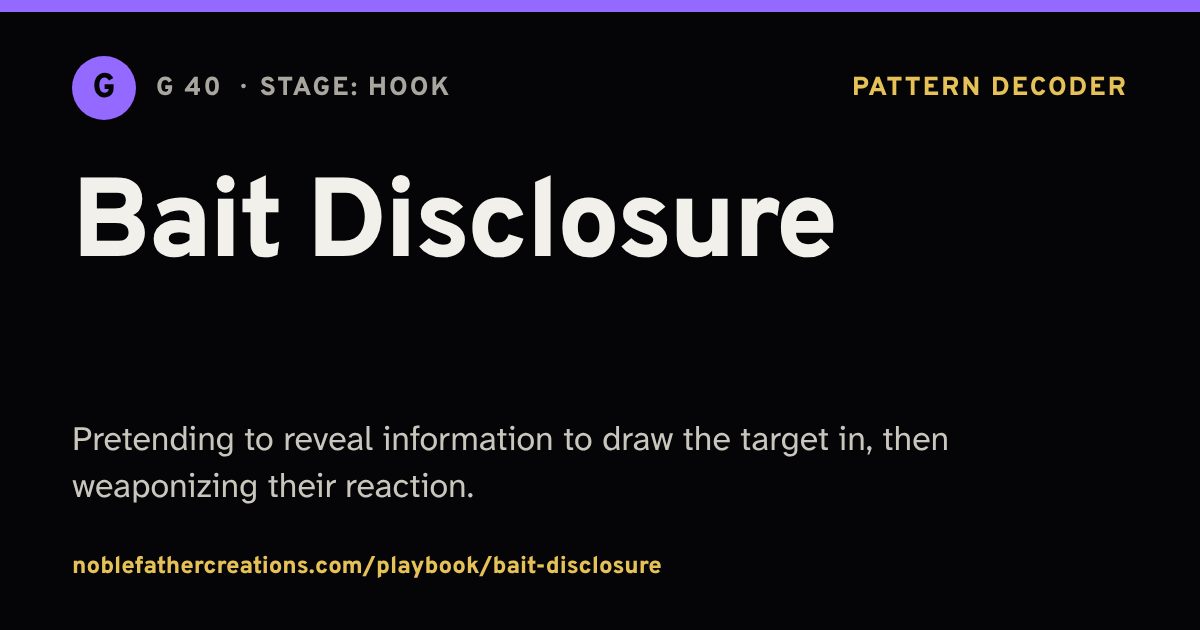 G G 40 · STAGE: HOOK PATTERN DECODER
Bait Disclosure
Pretending to reveal information to draw the target in, then
weaponizing their reaction.
noblefathercreations.com/playbook/bait-disclosure